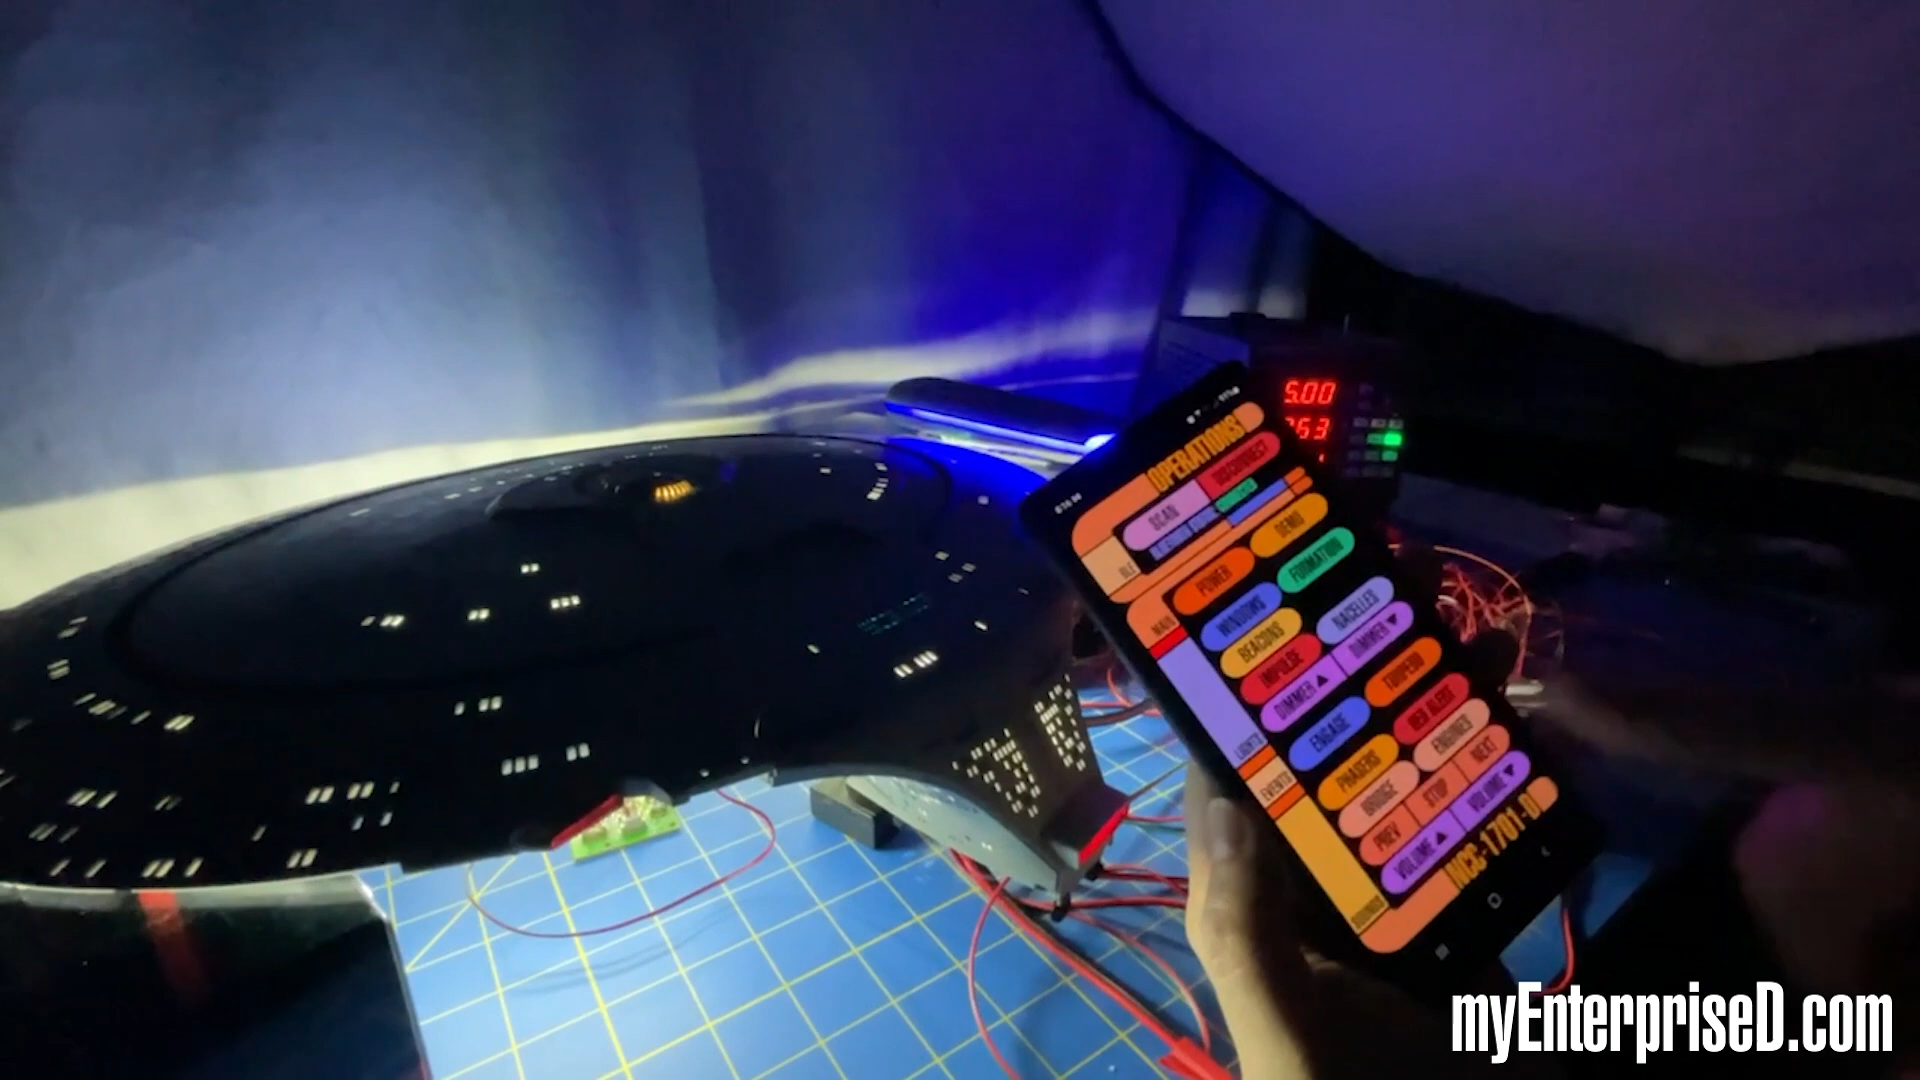 5.00
OPERATIONS
SCAN
DISCONNECT
BLE
DEMO
POWER
FORMATION
MAIN
WINDOWS
NACELLES
BEACONS
DIMMER ▼
IMPULSE
DIMMER ▲
TORPEDO
LIGHTS
ENGAGE
RED ALERT
EVENTS
PHASERS
ENGINES
BRIDGE
STOP
NEXT
PREV
VOLUME ▲
VOLUME ▼
SOUNDS
NCC-1701-D
myEnterpriseD.com